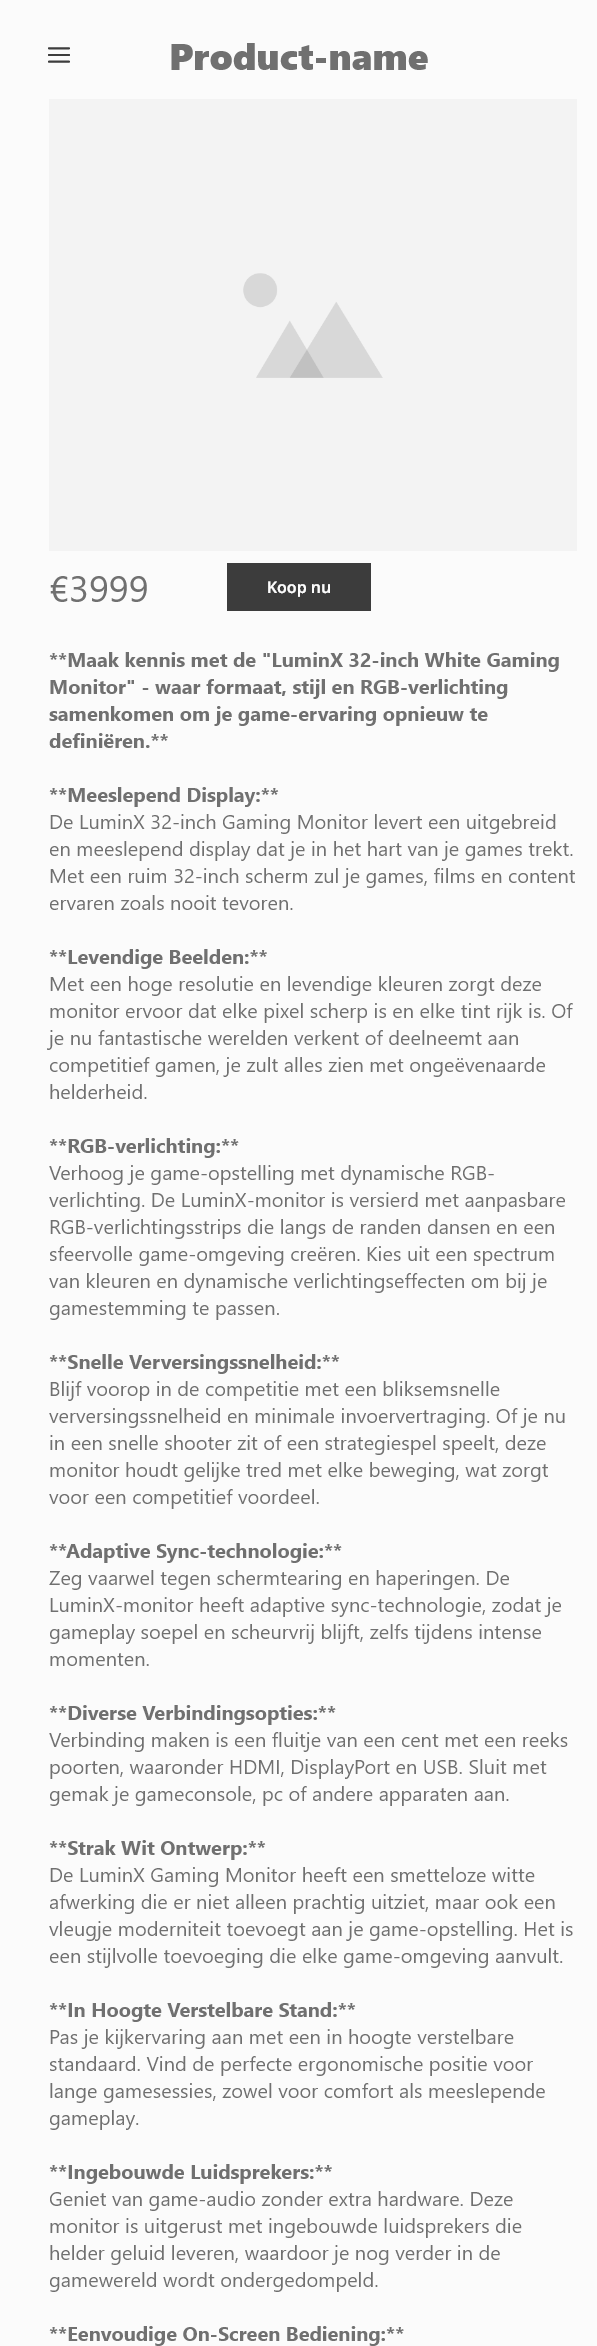 Product-name
€3999
Koop nu
**Maak kennis met de "LuminX 32-inch White Gaming
Monitor" - waar formaat, stijl en RGB-verlichting
samenkomen om je game-ervaring opnieuw te
definiëren.**
**Meeslepend Display:**
De LuminX 32-inch Gaming Monitor levert een uitgebreid
en meeslepend display dat je in het hart van je games trekt.
Met een ruim 32-inch scherm zul je games, films en content
ervaren zoals nooit tevoren.
**Levendige Beelden:**
Met een hoge resolutie en levendige kleuren zorgt deze
monitor ervoor dat elke pixel scherp is en elke tint rijk is. Of
je nu fantastische werelden verkent of deelneemt aan
competitief gamen, je zult alles zien met ongeëvenaarde
helderheid.
**RGB-verlichting:**
Verhoog je game-opstelling met dynamische RGB-
verlichting. De LuminX-monitor is versierd met aanpasbare
RGB-verlichtingsstrips die langs de randen dansen en een
sfeervolle game-omgeving creëren. Kies uit een spectrum
van kleuren en dynamische verlichtingseffecten om bij je
gamestemming te passen.
**Snelle Verversingssnelheid:**
Blijf voorop in de competitie met een bliksemsnelle
verversingssnelheid en minimale invoervertraging. Of je nu
in een snelle shooter zit of een strategiespel speelt, deze
monitor houdt gelijke tred met elke beweging, wat zorgt
voor een competitief voordeel.
**Adaptive Sync-technologie:**
Zeg vaarwel tegen schermtearing en haperingen. De
LuminX-monitor heeft adaptive sync-technologie, zodat je
gameplay soepel en scheurvrij blijft, zelfs tijdens intense
momenten.
**Diverse Verbindingsopties:**
Verbinding maken is een fluitje van een cent met een reeks
poorten, waaronder HDMI, DisplayPort en USB. Sluit met
gemak je gameconsole, pc of andere apparaten aan.
**Strak Wit Ontwerp:**
De LuminX Gaming Monitor heeft een smetteloze witte
afwerking die er niet alleen prachtig uitziet, maar ook een
vleugje moderniteit toevoegt aan je game-opstelling. Het is
een stijlvolle toevoeging die elke game-omgeving aanvult.
**In Hoogte Verstelbare Stand:**
Pas je kijkervaring aan met een in hoogte verstelbare
standaard. Vind de perfecte ergonomische positie voor
lange gamesessies, zowel voor comfort als meeslepende
gameplay.
**Ingebouwde Luidsprekers:**
Geniet van game-audio zonder extra hardware. Deze
monitor is uitgerust met ingebouwde luidsprekers die
helder geluid leveren, waardoor je nog verder in de
gamewereld wordt ondergedompeld.
**Eenvoudige On-Screen Bediening:**